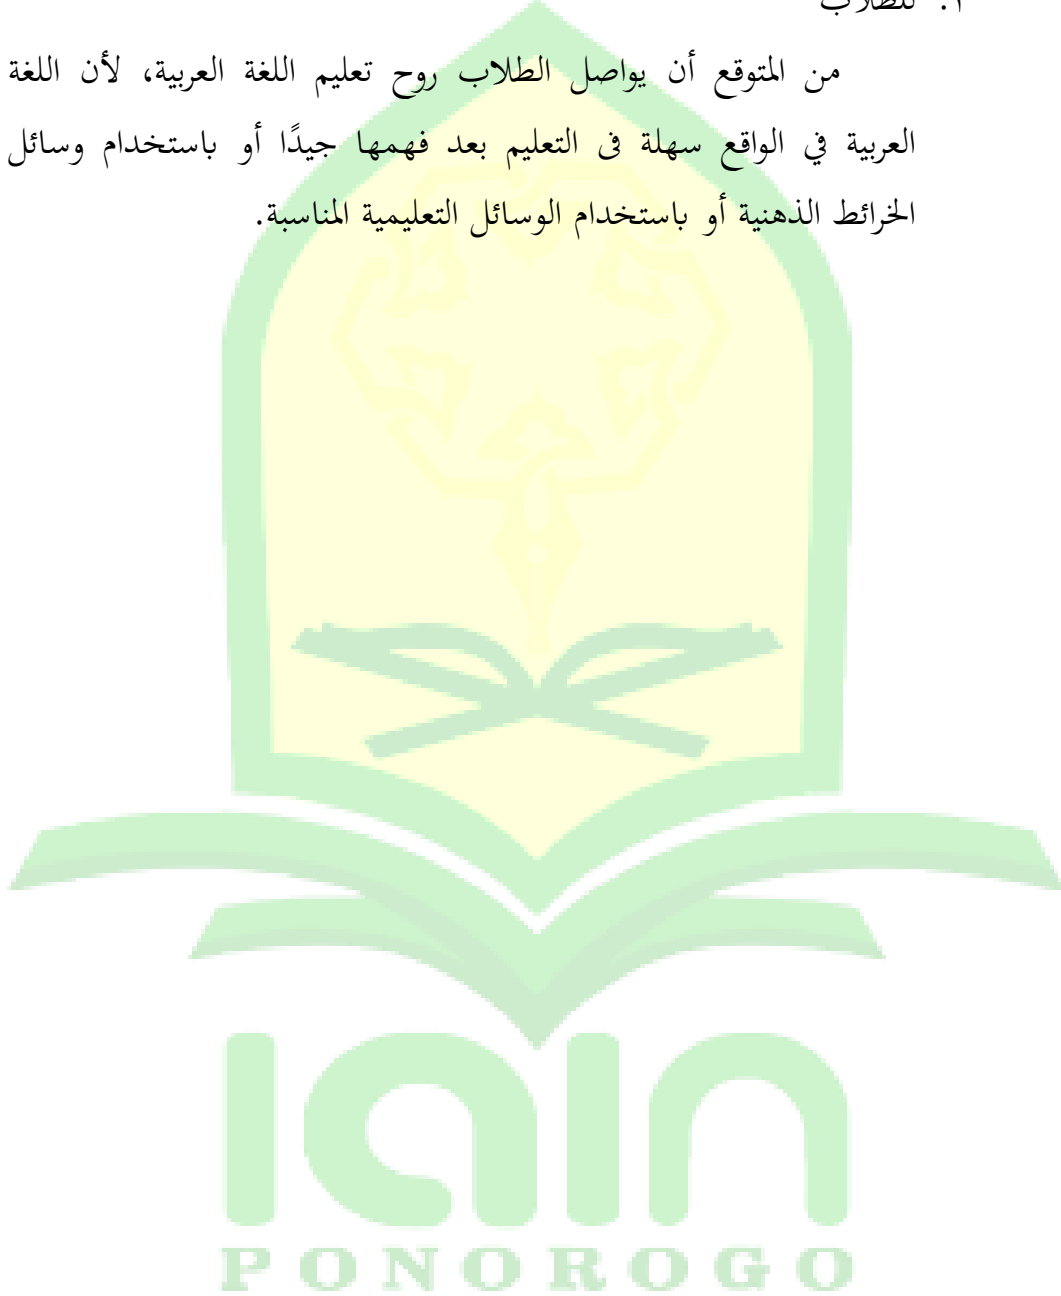 للطلاب
من المتوقع أن يواصل الطلاب روح تعليم اللغة العربية، لأن اللغة
العربية في الواقع سهلة فى التعليم بعد فهمها جيدًا أو باستخدام وسائل
الخرائط الذهنية أو باستخدام الوسائل التعليمية المناسبة.
iain
PONOROGO